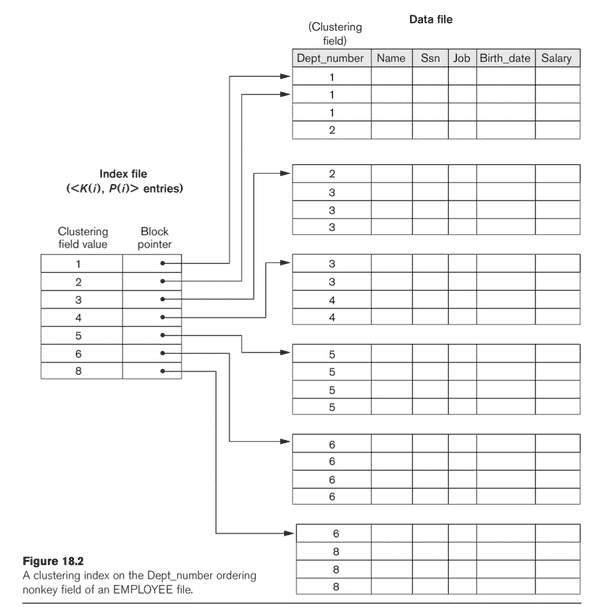 Data file
(Clustering
field)
Dept_number Name Ssn Job Birth_date Salary
1
1
1
2
2
3
3
3
3
3
4
4
5
5
5
5
6
6
6
6
6
8
8
8
Index file
(<K(i), P(i)> entries)
Clustering Block
field value pointer
1
2
3
4
5
6
8
Figure 18.2
A clustering index on the Dept_number ordering
nonkey field of an EMPLOYEE file.